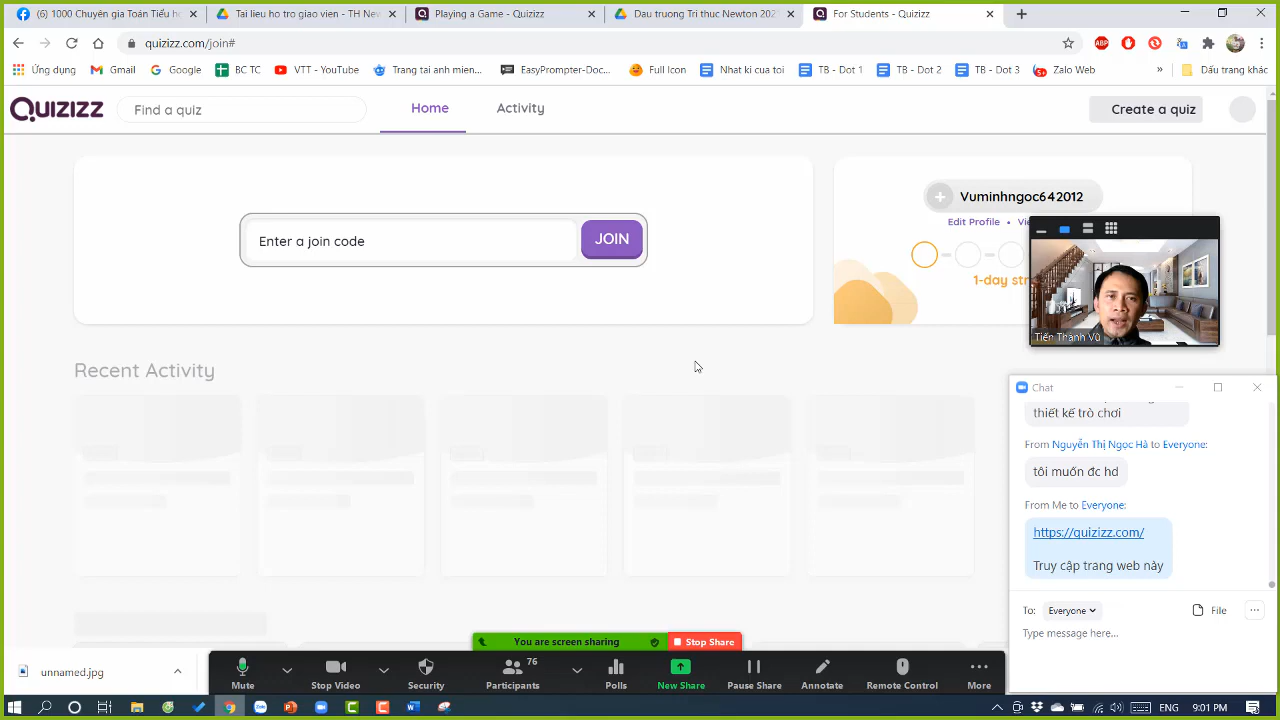 (6) 1000 Chuyên gia Toán Tiểu h
Tai lieu ho tro giao vien - TH Nev
Playing a Game - Quizizz
Dau truong Tri thuc Newton 202
For Students - Quizizz
quizizz.com/join#
Ứng dụng
Gmail
Google
BC TC
VTT - YouTube
Trang tai mien mien...
EasyPrompter-Doc...
Full Icon
Nhat ki cua toi
TB - Dot 1
TB - Dot 2
TB - Dot 3
Zalo Web
»
Dấu trang khác
QUIZIZZ
Find a quiz
Home
Activity
Create a quiz
Enter a join code
JOIN
Vuminhngoc642012
Edit Profile • Vie
1-day str
Tiến Thành Vũ
Recent Activity
Chat
thiết kế trò chơi
From Nguyễn Thị Ngọc Hà to Everyone:
tôi muốn đc hd
From Me to Everyone:
https://quizizz.com/
Truy cập trang web này
To: Everyone
File
Type message here...
You are screen sharing
Stop Share
unnamed.jpg
Mute
Stop Video
Security
76
Participants
Polls
New Share
Pause Share
Annotate
Remote Control
More
9:01 PM